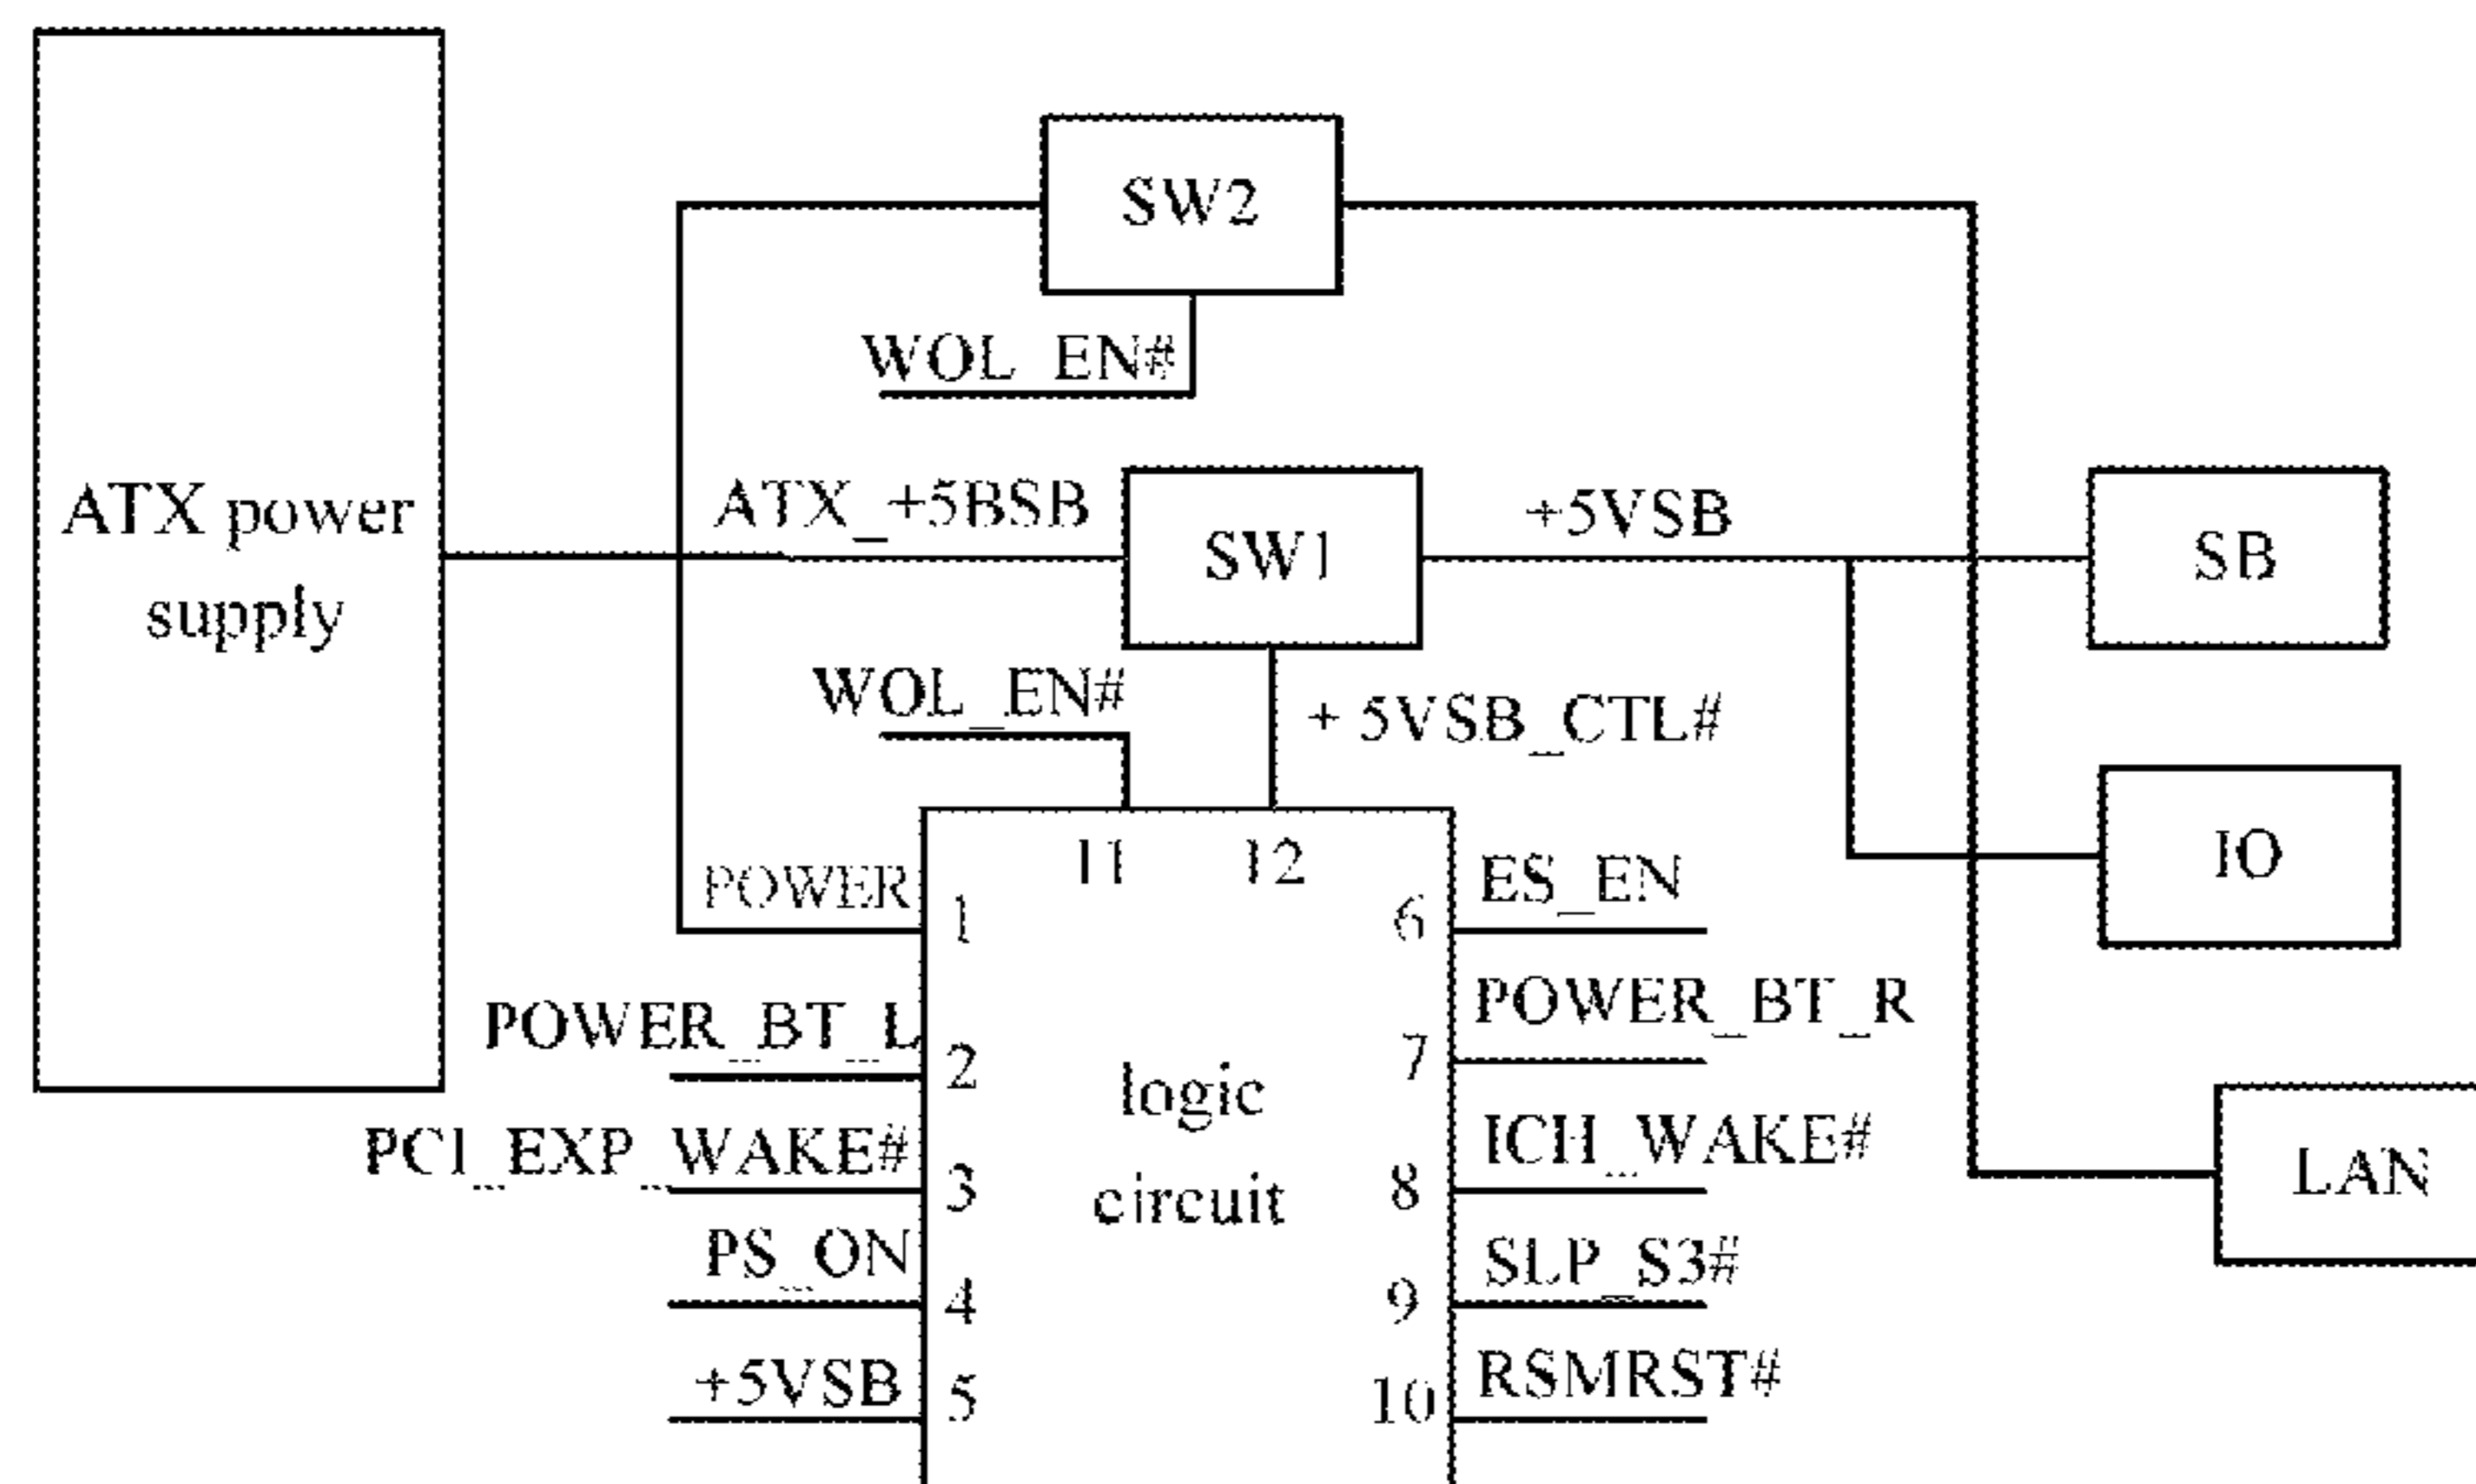 SW2
WOL_EN#
ATX power
supply
ATX_+5BSB
SW1
+5VSB
SB
WOL_EN#
+ 5VSB_CTL#
11
12
IO
POWER
1
6
ES_EN
POWER_BT_L
2
7
POWER_BT_R
logic
circuit
PCI_EXP_WAKE#
3
8
ICH_WAKE#
LAN
PS_ON
4
9
SLP_S3#
+5VSB
5
10
RSMRST#